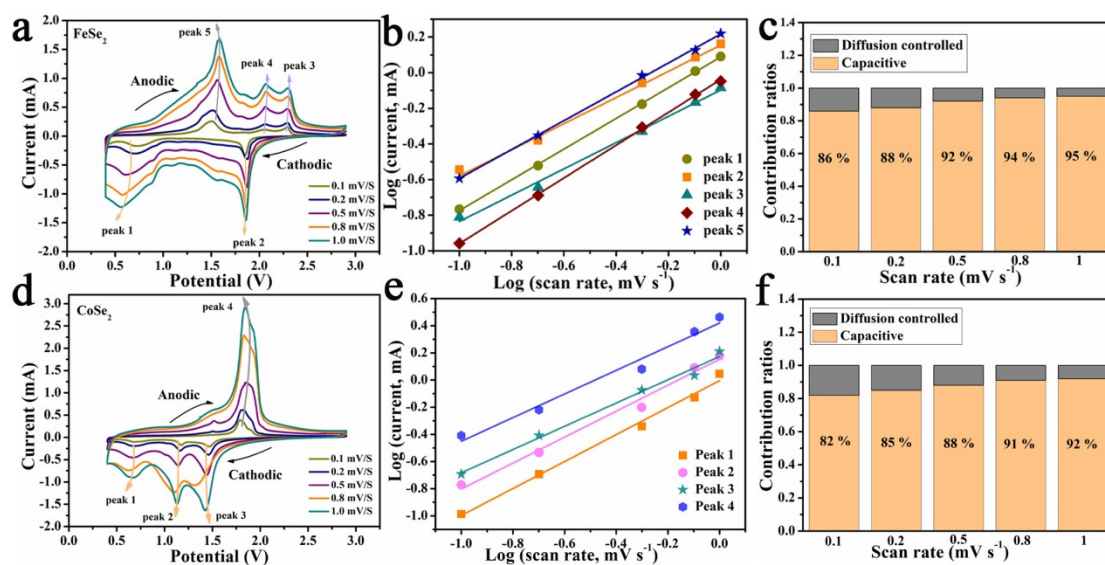 a
FeSe2
Current (mA)
2.0
1.5
1.0
0.5
0.0
-0.5
-1.0
-1.5
-2.0
peak 5
peak 4
peak 3
Anodic
Cathodic
peak 1
peak 2
0.1 mV/S
0.2 mV/S
0.5 mV/S
0.8 mV/S
1.0 mV/S
0.0 0.5 1.0 1.5 2.0 2.5 3.0
Potential (V)
b
Log (current, mA)
0.4
0.2
0.0
-0.2
-0.4
-0.6
-0.8
-1.0
peak 1
peak 2
peak 3
peak 4
peak 5
-1.0 -0.8 -0.6 -0.4 -0.2 0.0
Log (scan rate, mV s-1)
c
Contribution ratios
1.4
1.2
1.0
0.8
0.6
0.4
0.2
0.0
Diffusion controlled
Capacitive
86 % 88 % 92 % 94 % 95 %
0.1 0.2 0.5 0.8 1
Scan rate (mV s-1)
d
CoSe2
Current (mA)
3.0
2.5
2.0
1.5
1.0
0.5
0.0
-0.5
-1.0
-1.5
-2.0
peak 4
Anodic
Cathodic
peak 1
peak 2
peak 3
0.1 mV/S
0.2 mV/S
0.5 mV/S
0.8 mV/S
1.0 mV/S
0.0 0.5 1.0 1.5 2.0 2.5 3.0
Potential (V)
e
Log (current, mA)
0.6
0.4
0.2
0.0
-0.2
-0.4
-0.6
-0.8
-1.0
Peak 1
Peak 2
Peak 3
Peak 4
-1.0 -0.8 -0.6 -0.4 -0.2 0.0
Log (scan rate, mV s-1)
f
Contribution ratios
1.4
1.2
1.0
0.8
0.6
0.4
0.2
0.0
Diffusion controlled
Capacitive
82 % 85 % 88 % 91 % 92 %
0.1 0.2 0.5 0.8 1
Scan rate (mV s-1)